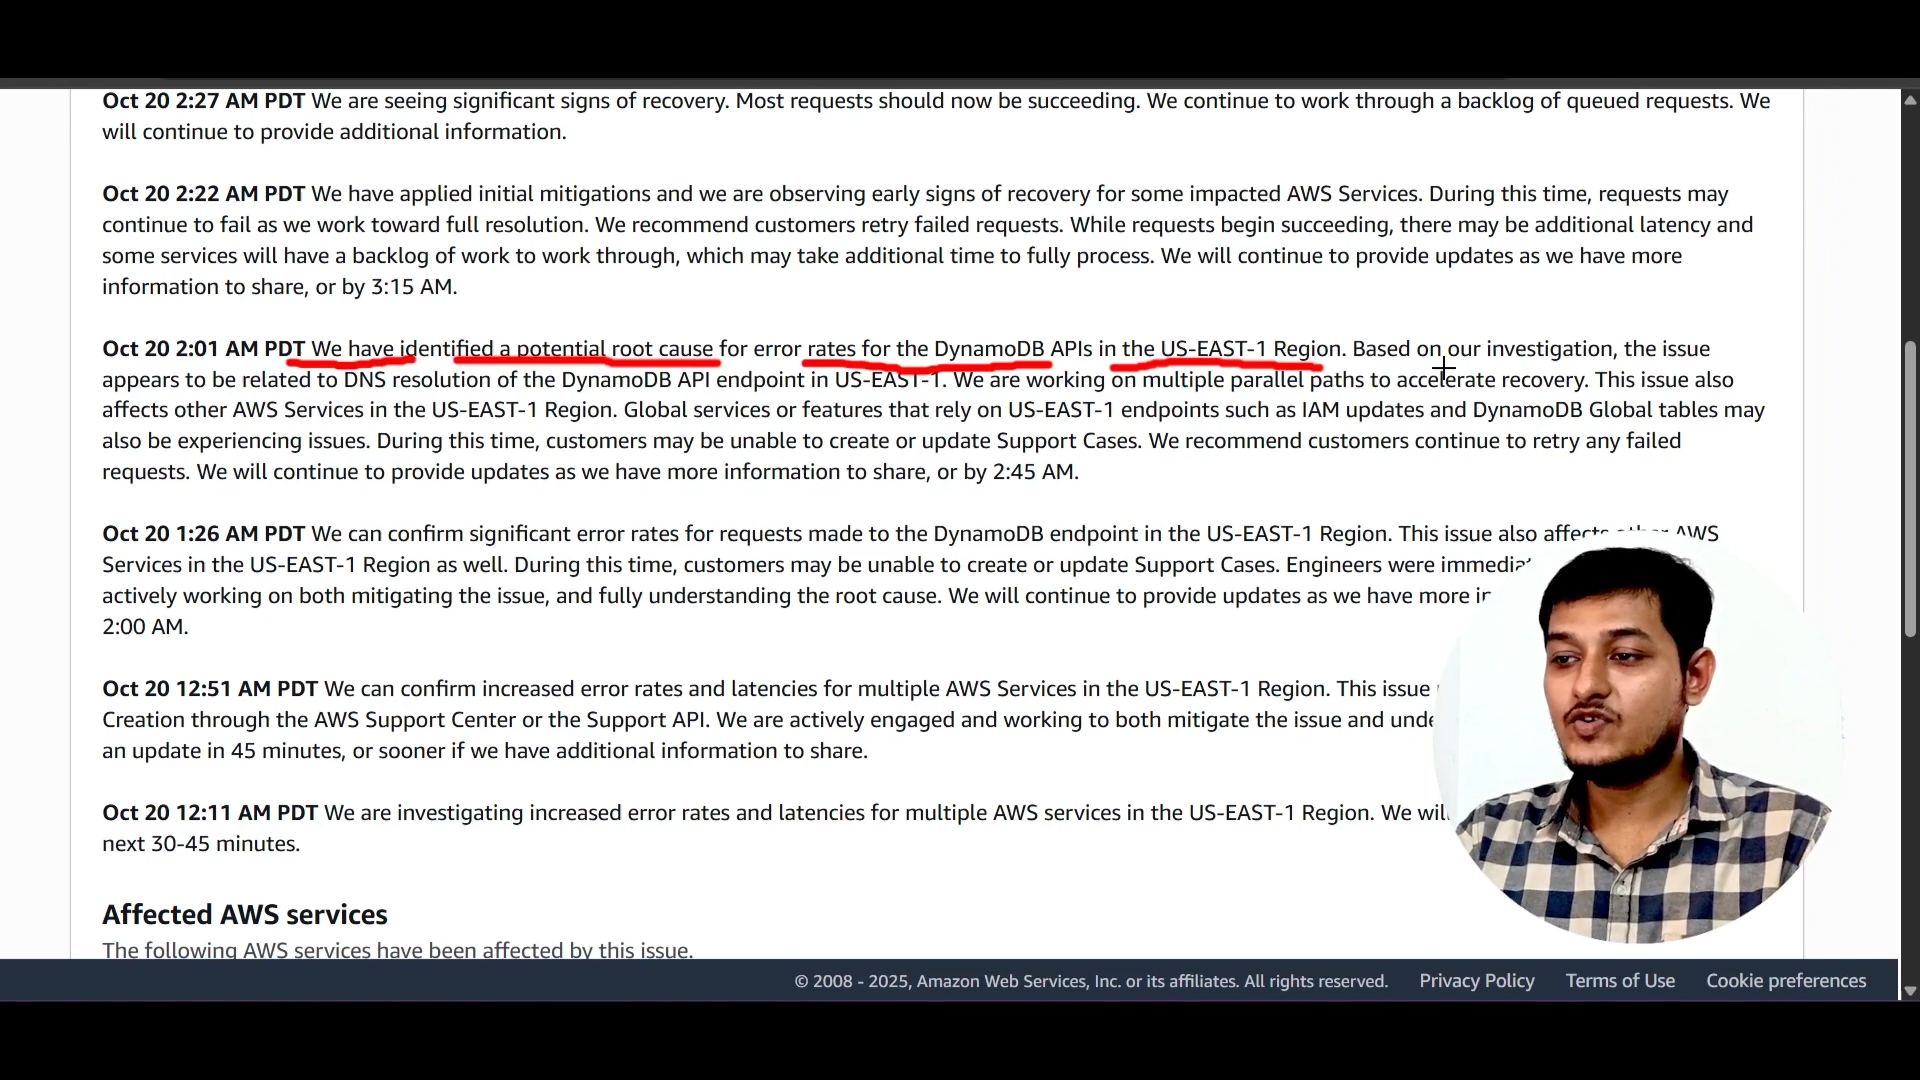 Oct 20 2:27 AM PDT We are seeing significant signs of recovery. Most requests should now be succeeding. We continue to work through a backlog of queued requests. We
will continue to provide additional information.
Oct 20 2:22 AM PDT We have applied initial mitigations and we are observing early signs of recovery for some impacted AWS Services. During this time, requests may
continue to fail as we work toward full resolution. We recommend customers retry failed requests. While requests begin succeeding, there may be additional latency and
some services will have a backlog of work to work through, which may take additional time to fully process. We will continue to provide updates as we have more
information to share, or by 3:15 AM.
Oct 20 2:01 AM PDT We have identified a potential root cause for error rates for the DynamoDB APIs in the US-EAST-1 Region. Based on our investigation, the issue
appears to be related to DNS resolution of the DynamoDB API endpoint in US-EAST-1. We are working on multiple parallel paths to accelerate recovery. This issue also
affects other AWS Services in the US-EAST-1 Region. Global services or features that rely on US-EAST-1 endpoints such as IAM updates and DynamoDB Global tables may
also be experiencing issues. During this time, customers may be unable to create or update Support Cases. We recommend customers continue to retry any failed
requests. We will continue to provide updates as we have more information to share, or by 2:45 AM.
Oct 20 1:26 AM PDT We can confirm significant error rates for requests made to the DynamoDB endpoint in the US-EAST-1 Region. This issue also affects other AWS
Services in the US-EAST-1 Region as well. During this time, customers may be unable to create or update Support Cases. Engineers were
actively working on both mitigating the issue, and fully understanding the root cause. We will continue to provide updates as we have more
2:00 AM.
Oct 20 12:51 AM PDT We can confirm increased error rates and latencies for multiple AWS Services in the US-EAST-1 Region. This issue
Creation through the AWS Support Center or the Support API. We are actively engaged and working to both mitigate the issue and
an update in 45 minutes, or sooner if we have additional information to share.
Oct 20 12:11 AM PDT We are investigating increased error rates and latencies for multiple AWS services in the US-EAST-1 Region. We
next 30-45 minutes.
Affected AWS services
The following AWS services have been affected by this issue.
© 2008 - 2025, Amazon Web Services, Inc. or its affiliates. All rights reserved. Privacy Policy Terms of Use Cookie preferences